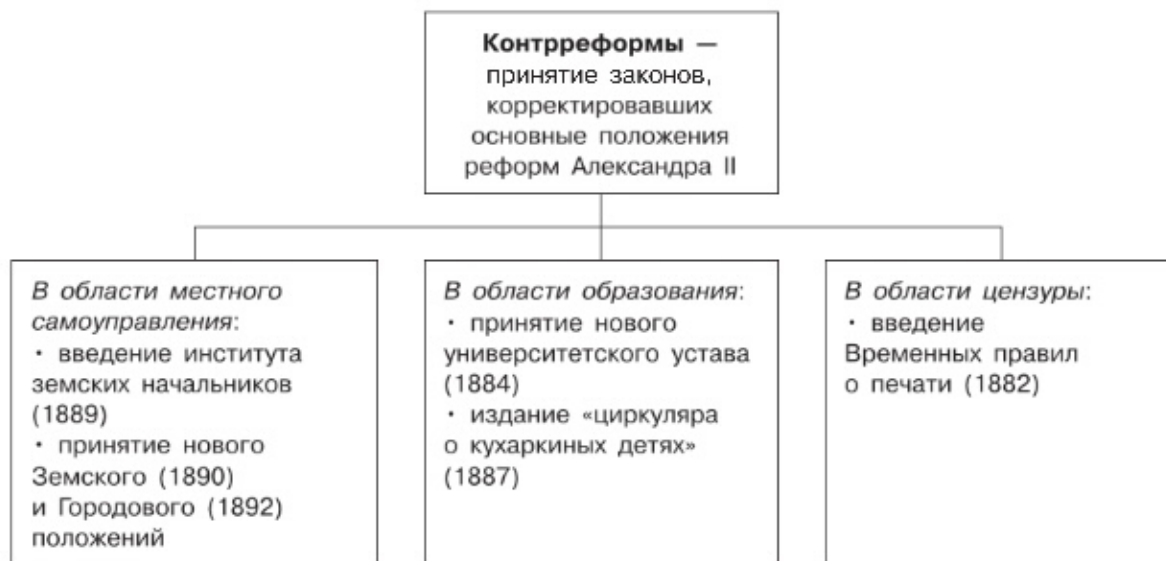 Контрреформы —
принятие законов,
корректировавших
основные положения
реформ Александра II
В области местного
самоуправления:
• введение института
земских начальников
(1889)
• принятие нового
Земского (1890)
и Городового (1892)
положений
В области образования:
• принятие нового
университетского устава
(1884)
• издание «циркуляра
о кухаркиных детях»
(1887)
В области цензуры:
• введение
Временных правил
о печати (1882)